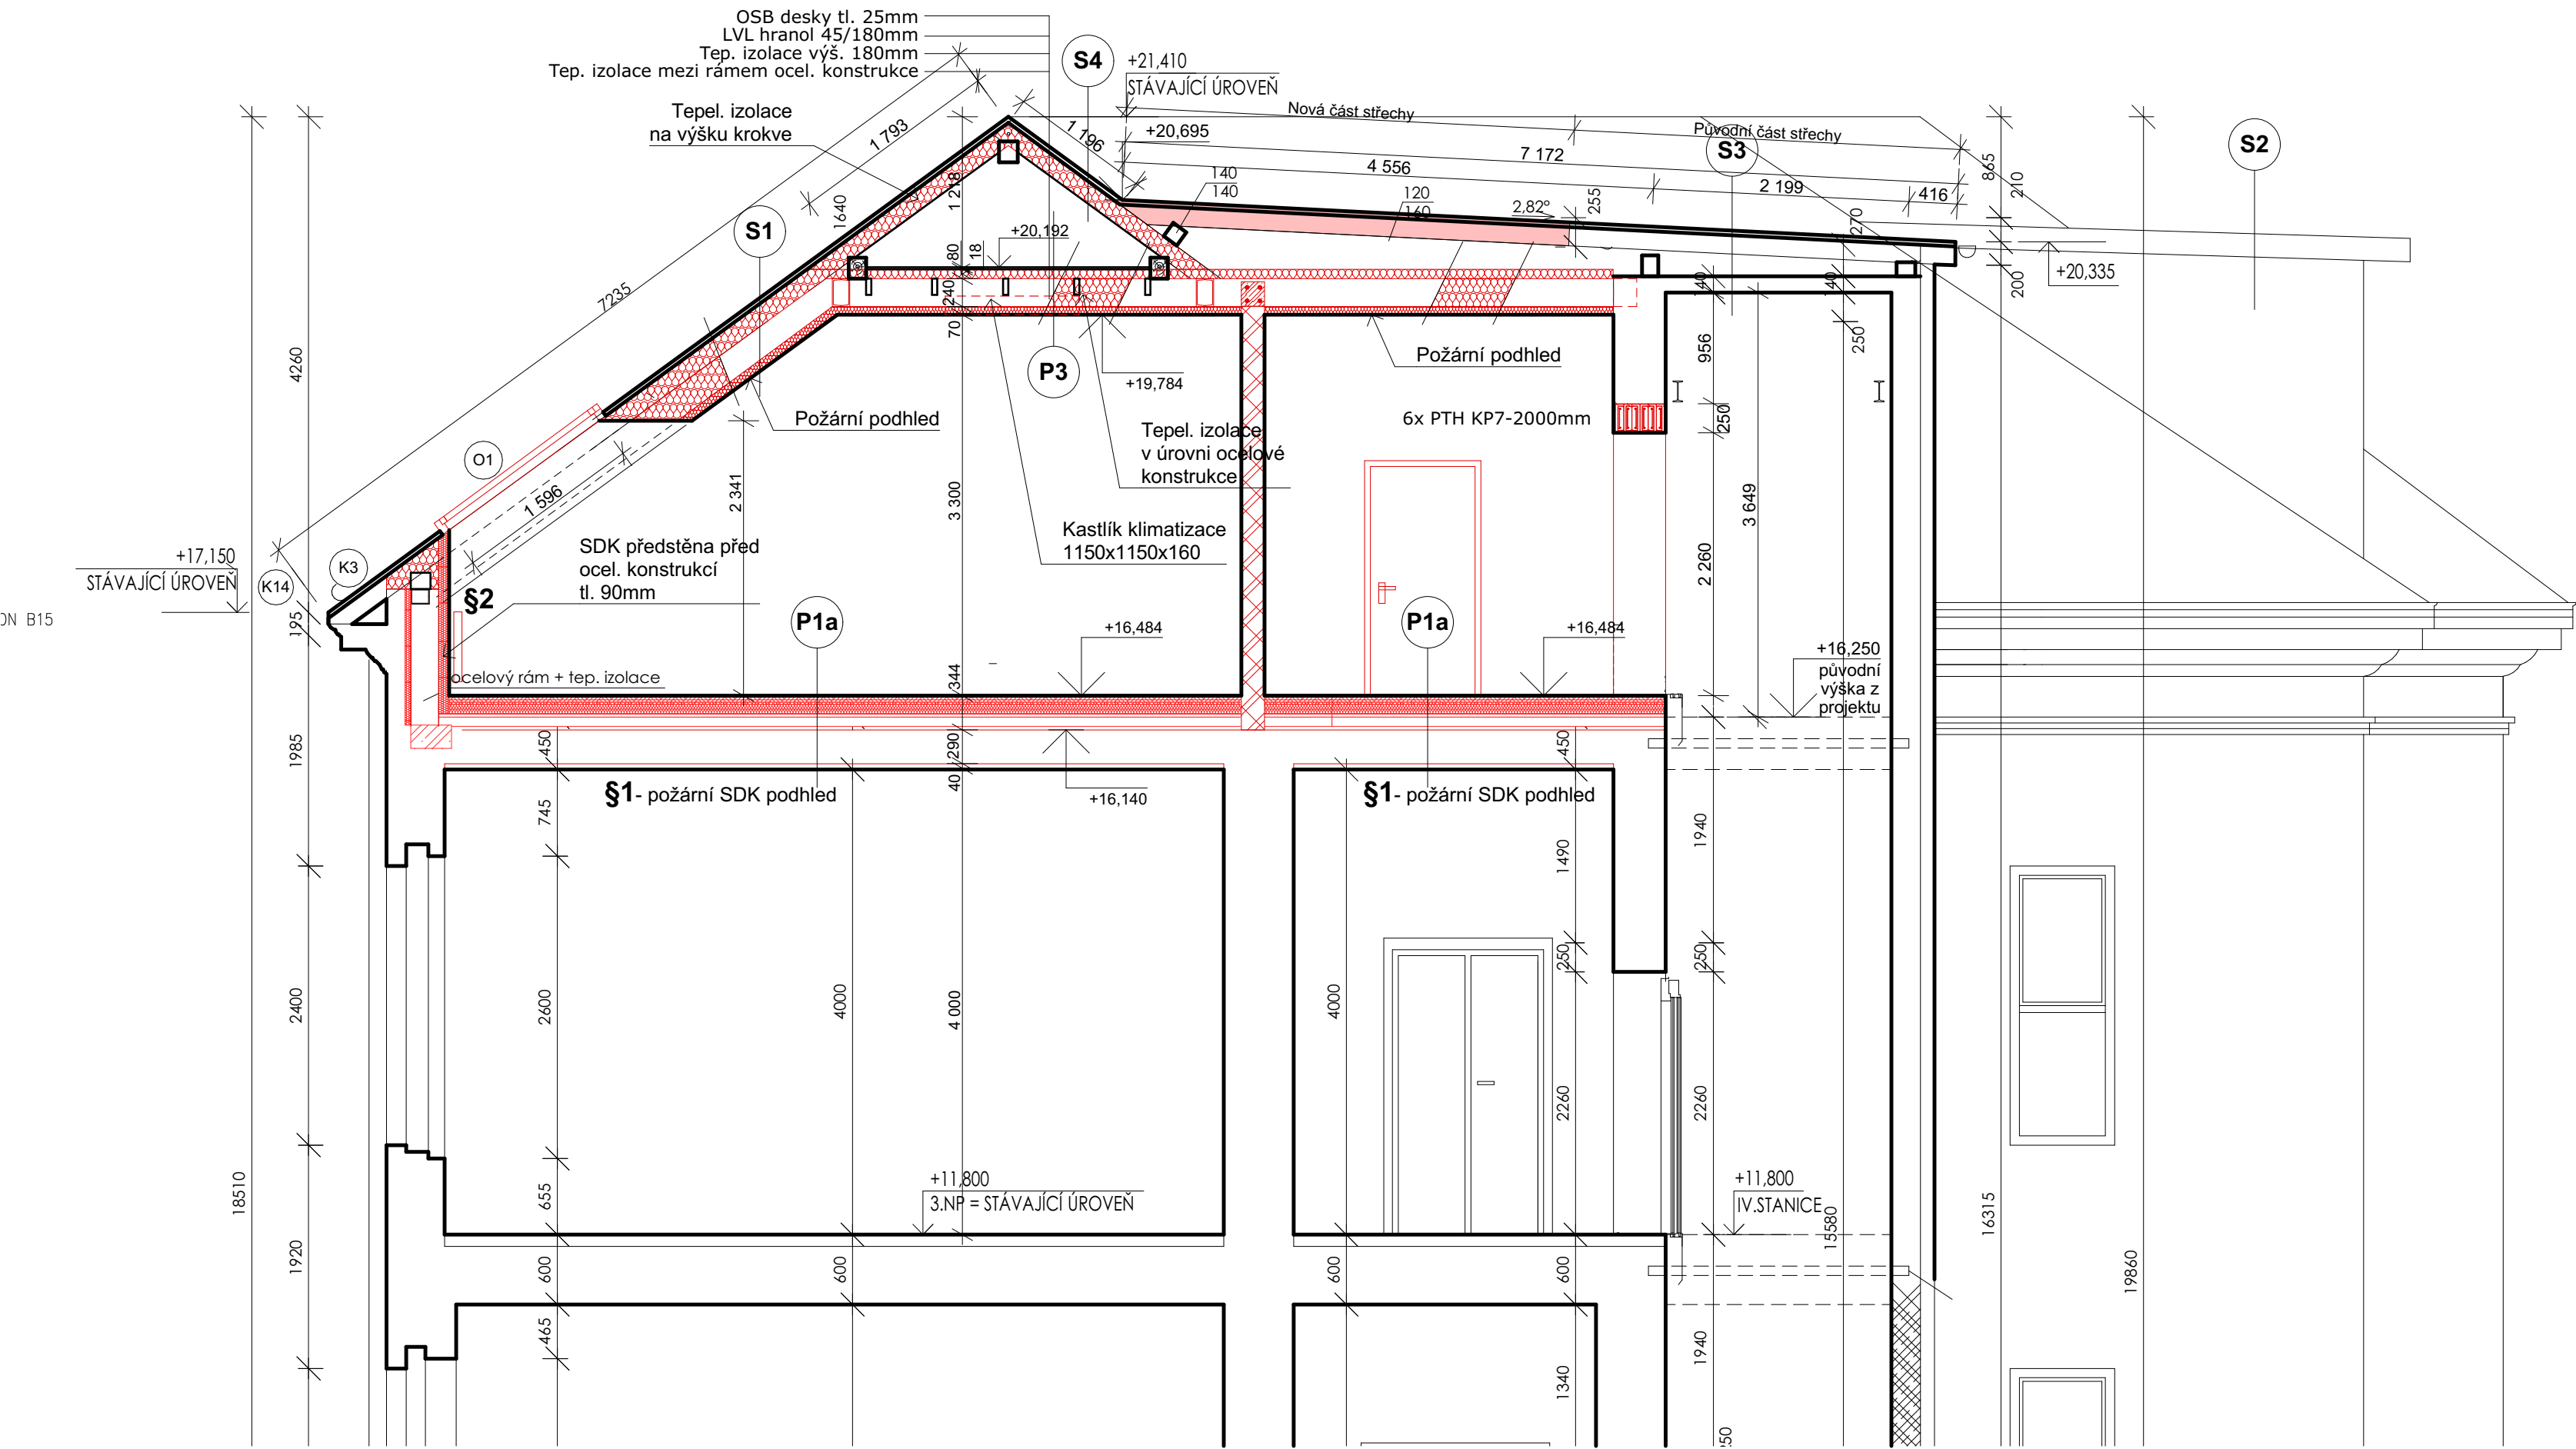 OSB desky tl. 25mm
LVL hranol 45/180mm
Tep. izolace výš. 180mm
Tep. izolace mezi rámem ocel. konstrukce
S4
+21,410
STÁVAJÍCÍ ÚROVEŇ
Tepel. izolace
na výšku krokve
1 793
1 196
+20,695
Nová část střechy
Původní část střechy
S3
S2
7 172
4 556
2 199
416
865
210
140
140
120
160
2,82°
255
270
200
+20,335
S1
1640
1 218
+20,192
80
18
240
70
40
40
250
7235
4260
P3
+19,784
Požární podhled
Požární podhled
956
250
6x PTH KP7-2000mm
Tepel. izolace
v úrovni ocelové
konstrukce
O1
1 596
2 341
3 300
3 649
2 260
Kastlík klimatizace
1150x1150x160
SDK předstěna před
ocel. konstrukcí
tl. 90mm
+17,150
STÁVAJÍCÍ ÚROVEŇ
K14
K3
§2
ON B15
195
P1a
P1a
+16,484
+16,484
+16,250
původní
výška z
projektu
ocelový rám + tep. izolace
344
1985
450
290
40
450
+16,140
§1- požární SDK podhled
§1- požární SDK podhled
745
1490
1940
250
250
2400
2600
4000
4 000
4000
2260
2260
+11,800
3.NP = STÁVAJÍCÍ ÚROVEŇ
+11,800
IV.STANICE
18510
655
15580
16315
19860
1920
600
600
600
600
465
1340
1940
250